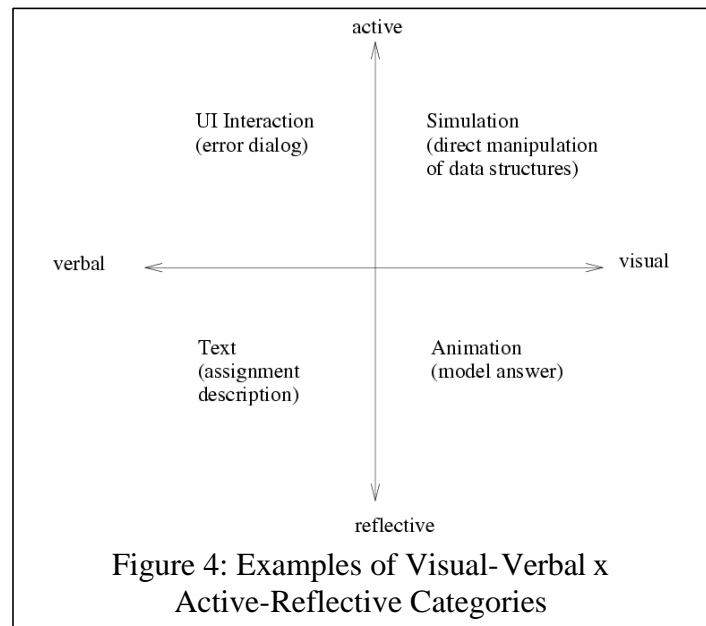 active
UI Interaction
(error dialog)
Simulation
(direct manipulation
of data structures)
verbal
visual
Text
(assignment
description)
Animation
(model answer)
reflective
Figure 4: Examples of Visual-Verbal x
Active-Reflective Categories